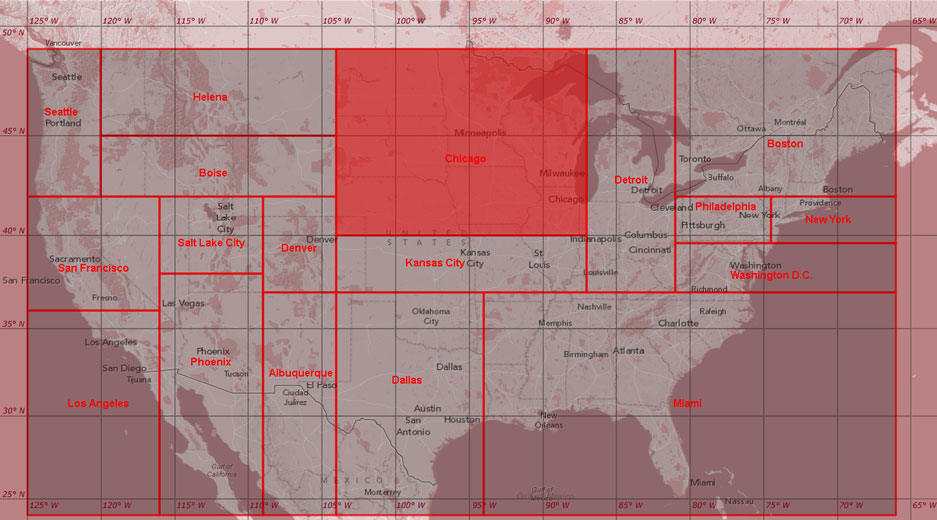 125° W 120° W 115° W 110° W 105° W 100° W 95° W 90° W 85° W 80° W 75° W 70° W 65° W
50° N
Vancouver
Seattle
Helena
Seattle
Portland
45° N
Minneapolis
Ottawa
Montréal
Boston
Chicago
Toronto
Boise
Milwaukee
Buffalo
Detroit
Detroit
Albany
Boston
Chicago
Salt
Lake
City
Cleveland
Philadelphia
New York
Providence
New York
Pittsburgh
40° N
UNITED
STATES
Denver
Indianapolis
Columbus
Salt Lake City
Denver
Cincinnati
Sacramento
San Francisco
Kansas City
Kansas
City
St
Louis
Louisville
Washington
Washington D.C.
San Francisco
Fresno
Las Vegas
Richmond
Nashville
Raleigh
Oklahoma
City
Memphis
Charlotte
35° N
Los Angeles
Phoenix
Phoenix
Birmingham
Atlanta
San Diego
Tijuana
Tucson
Albuquerque
El Paso
Ciudad
Juárez
Dallas
Dallas
Los Angeles
Miami
Austin
30° N
San
Antonio
Houston
New
Orleans
Gulf of
California
MEXICO
Monterrey
Gulf of
Mexico
Miami
Nassau
25° N
125° W 120° W 115° W 110° W 105° W 100° W 95° W 90° W 85° W 80° W 75° W 70° W 65° W